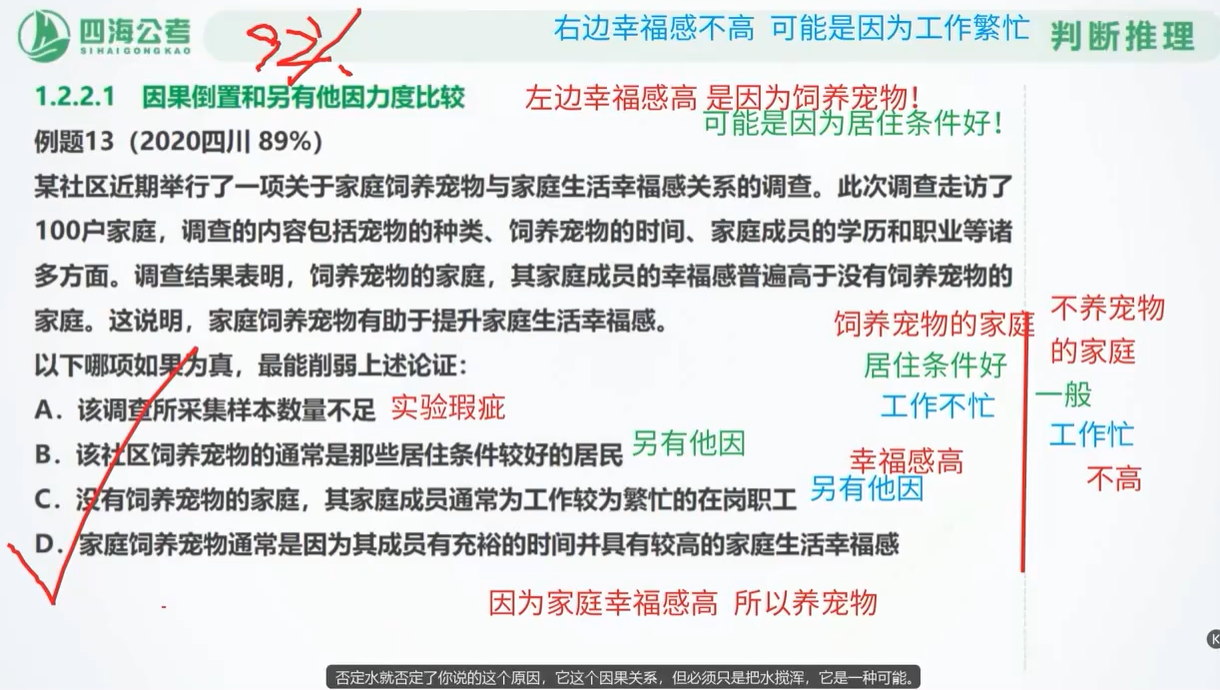 四海公考
SIHAIGONGKAO
右边幸福感不高 可能是因为工作繁忙
判断推理
92%
1.2.2.1 因果倒置和另有他因力度比较
左边幸福感高 是因为饲养宠物!
可能是因为居住条件好!
例题13（2020四川 89%）
某社区近期举行了一项关于家庭饲养宠物与家庭生活幸福感关系的调查。此次调查走访了
100户家庭，调查的内容包括宠物的种类、饲养宠物的时间、家庭成员的学历和职业等诸
多方面。调查结果表明，饲养宠物的家庭，其家庭成员的幸福感普遍高于没有饲养宠物的
家庭。这说明，家庭饲养宠物有助于提升家庭生活幸福感。
饲养宠物的家庭
不养宠物
的家庭
以下哪项如果为真，最能削弱上述论证：
居住条件好
一般
A. 该调查所采集样本数量不足
实验瑕疵
工作不忙
工作忙
B. 该社区饲养宠物的通常是那些居住条件较好的居民
另有他因
幸福感高
不高
C. 没有饲养宠物的家庭，其家庭成员通常为工作较为繁忙的在岗职工
另有他因
D. 家庭饲养宠物通常是因为其成员有充裕的时间并具有较高的家庭生活幸福感
因为家庭幸福感高 所以养宠物
K
否定水就否定了你说的这个原因，它这个因果关系，但必须只是把水搅浑，它是一种可能。